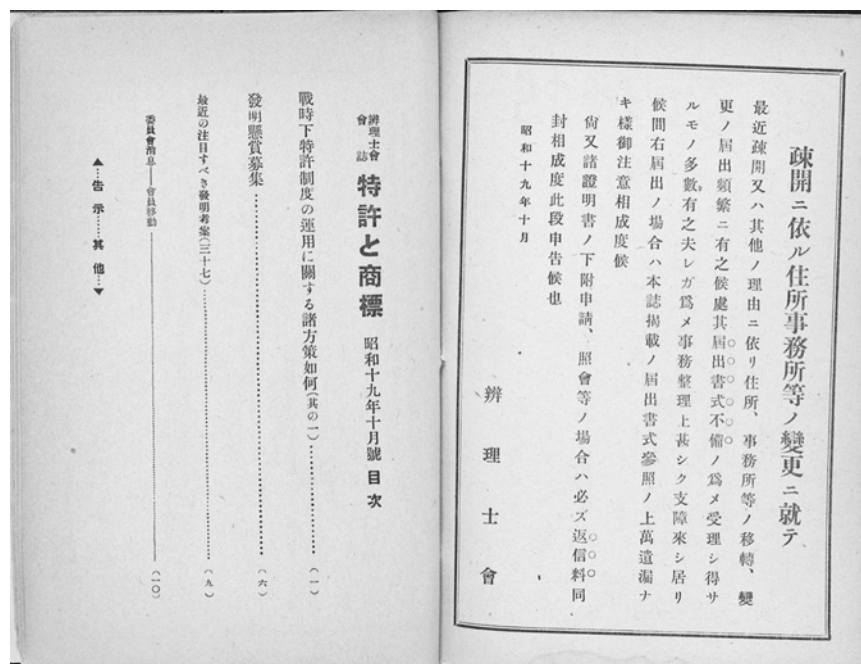 疎開ニ依ル住所事務所等ノ變更ニ就テ
最近疎開又ハ其他ノ理由ニ依リ住所、事務所等ノ移轉、變
更ノ屆出頻繁ニ有之候處其屆出書式不備ノ爲メ受理シ得サ
ルモノ多數有之夫レガ爲メ事務整理上甚シク支障來シ居リ
候間右屆出ノ場合ハ本誌揭載ノ屆出書式參照ノ上萬遺漏ナ
キ樣御注意相成度候
尙又諸證明書ノ下附申請、照會等ノ場合ハ必ズ返信料同
封相成度此段申告候也
昭和十九年十月
辨理士會
辨理士會會誌 特許と商標 昭和十九年十月號 目次
戰時下特許制度の運用に關する諸方策如何(其の一)……(一)
發明懸賞募集……(六)
最近の注目すべき發明考案(三十七)……(九)
委員會消息――會員移動――(一〇)
▲…告示……其他…▼